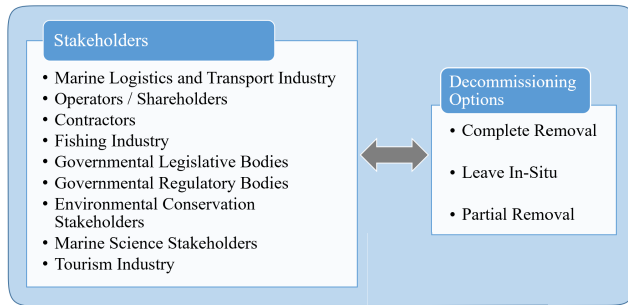 Stakeholders
• Marine Logistics and Transport Industry
• Operators / Shareholders
• Contractors
• Fishing Industry
• Governmental Legislative Bodies
• Governmental Regulatory Bodies
• Environmental Conservation
Stakeholders
• Marine Science Stakeholders
• Tourism Industry
Decommissioning
Options
• Complete Removal
• Leave In-Situ
• Partial Removal